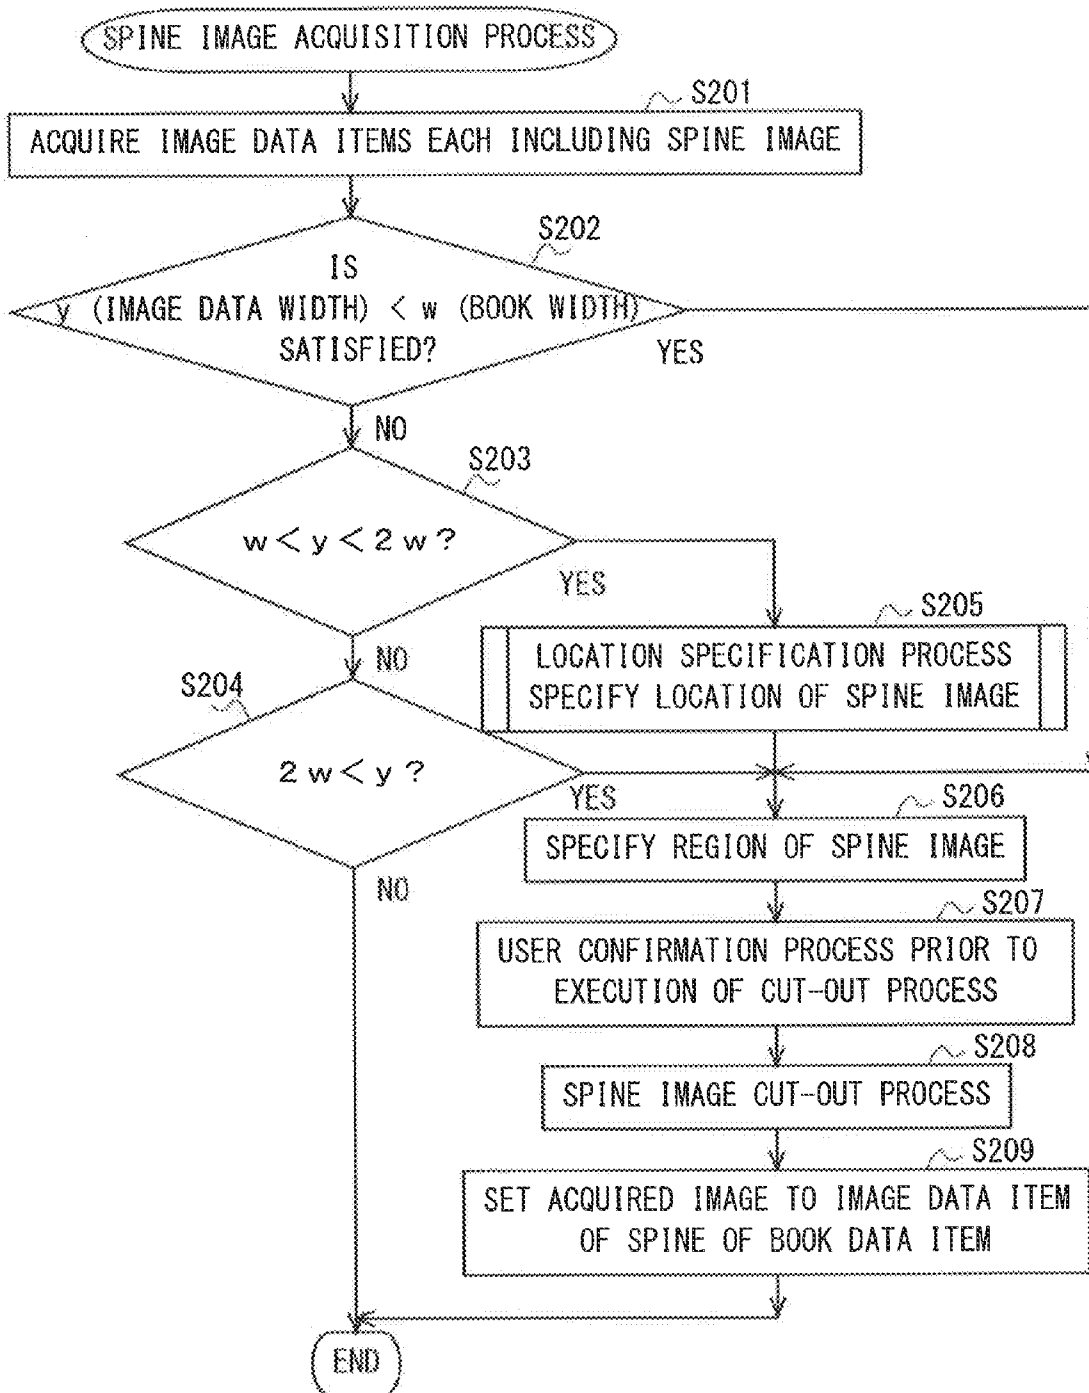 SPINE IMAGE ACQUISITION PROCESS
S201
ACQUIRE IMAGE DATA ITEMS EACH INCLUDING SPINE IMAGE
S202
IS
y (IMAGE DATA WIDTH) < w (BOOK WIDTH)
SATISFIED?
YES
NO
S203
w < y < 2 w ?
YES
NO
S205
LOCATION SPECIFICATION PROCESS
SPECIFY LOCATION OF SPINE IMAGE
S204
2 w < y ?
YES
NO
S206
SPECIFY REGION OF SPINE IMAGE
S207
USER CONFIRMATION PROCESS PRIOR TO
EXECUTION OF CUT-OUT PROCESS
S208
SPINE IMAGE CUT-OUT PROCESS
S209
SET ACQUIRED IMAGE TO IMAGE DATA ITEM
OF SPINE OF BOOK DATA ITEM
END